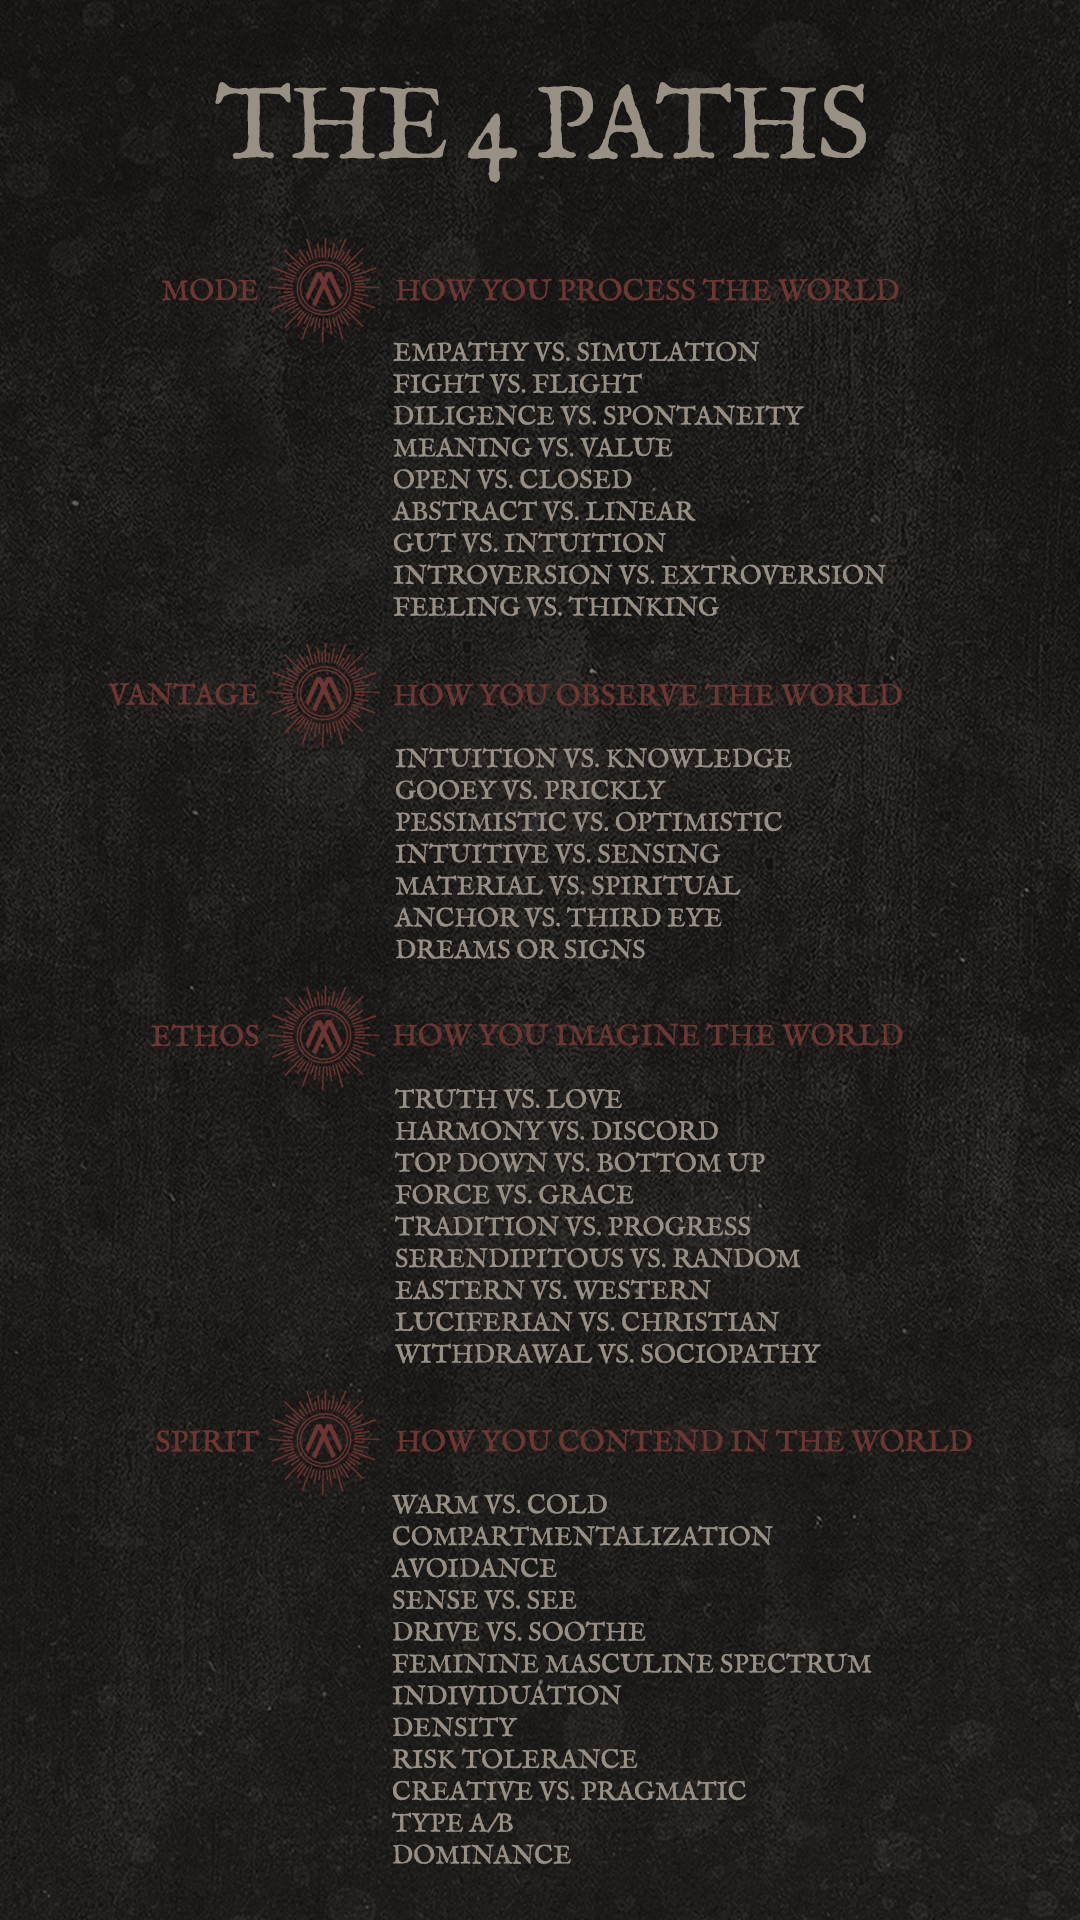 THE 4 PATHS
MODE HOW YOU PROCESS THE WORLD
EMPATHY VS. SIMULATION
FIGHT VS. FLIGHT
DILIGENCE VS. SPONTANEITY
MEANING VS. VALUE
OPEN VS. CLOSED
ABSTRACT VS. LINEAR
GUT VS. INTUITION
INTROVERSION VS. EXTROVERSION
FEELING VS. THINKING
VANTAGE HOW YOU OBSERVE THE WORLD
INTUITION VS. KNOWLEDGE
GOOEY VS. PRICKLY
PESSIMISTIC VS. OPTIMISTIC
INTUITIVE VS. SENSING
MATERIAL VS. SPIRITUAL
ANCHOR VS. THIRD EYE
DREAMS OR SIGNS
ETHOS HOW YOU IMAGINE THE WORLD
TRUTH VS. LOVE
HARMONY VS. DISCORD
TOP DOWN VS. BOTTOM UP
FORCE VS. GRACE
TRADITION VS. PROGRESS
SERENDIPITOUS VS. RANDOM
EASTERN VS. WESTERN
LUCIFERIAN VS. CHRISTIAN
WITHDRAWAL VS. SOCIOPATHY
SPIRIT HOW YOU CONTEND IN THE WORLD
WARM VS. COLD
COMPARTMENTALIZATION
AVOIDANCE
SENSE VS. SEE
DRIVE VS. SOOTHE
FEMININE MASCULINE SPECTRUM
INDIVIDUATION
DENSITY
RISK TOLERANCE
CREATIVE VS. PRAGMATIC
TYPE A/B
DOMINANCE